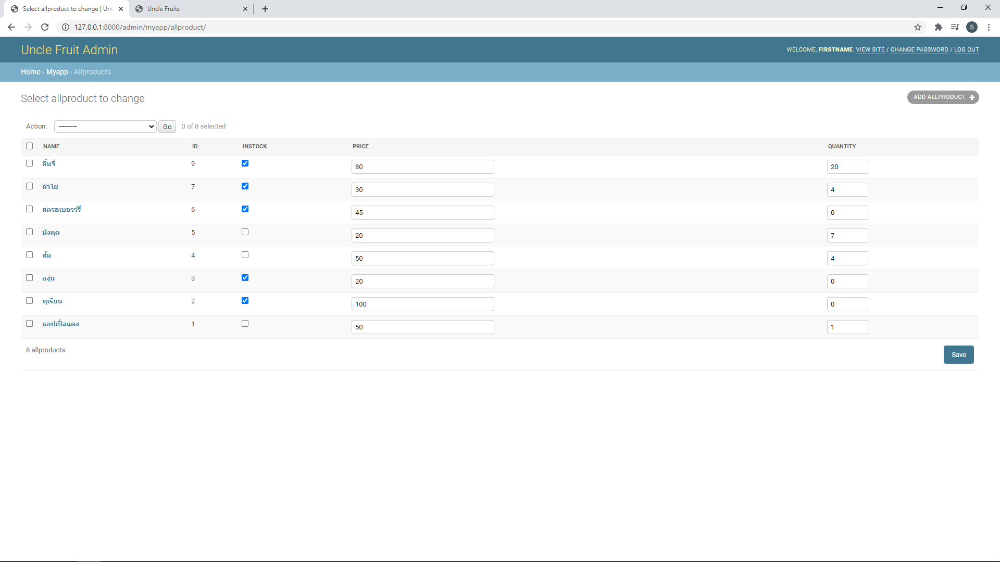 Select allproduct to change | Unc
Uncle Fruits
127.0.0.1:8000/admin/myapp/allproduct/
S
Uncle Fruit Admin
WELCOME, FIRSTNAME. VIEW SITE / CHANGE PASSWORD / LOG OUT
Home › Myapp › Allproducts
Select allproduct to change
ADD ALLPRODUCT +
Action: --------- Go 0 of 8 selected
NAME ID INSTOCK PRICE QUANTITY
ลิ้นจี่ 9 80 20
ลำไย 7 30 4
สตรอเบอรร์รี่ 6 45 0
มังคุด 5 20 7
ส้ม 4 50 4
องุ่น 3 20 0
ทุเรียน 2 100 0
แอปเปิ้ลแดง 1 50 1
8 allproducts
Save